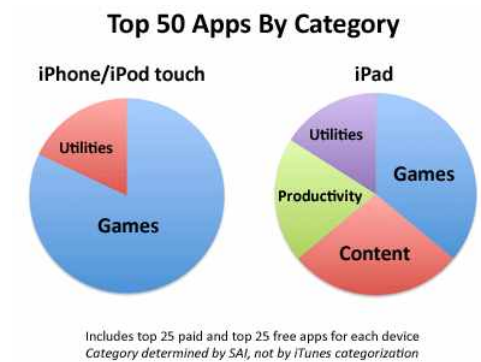 Top 50 Apps By Category
iPhone/iPod touch
Utilities
Games
iPad
Utilities
Games
Productivity
Content
Includes top 25 paid and top 25 free apps for each device
Category determined by SAI, not by iTunes categorization